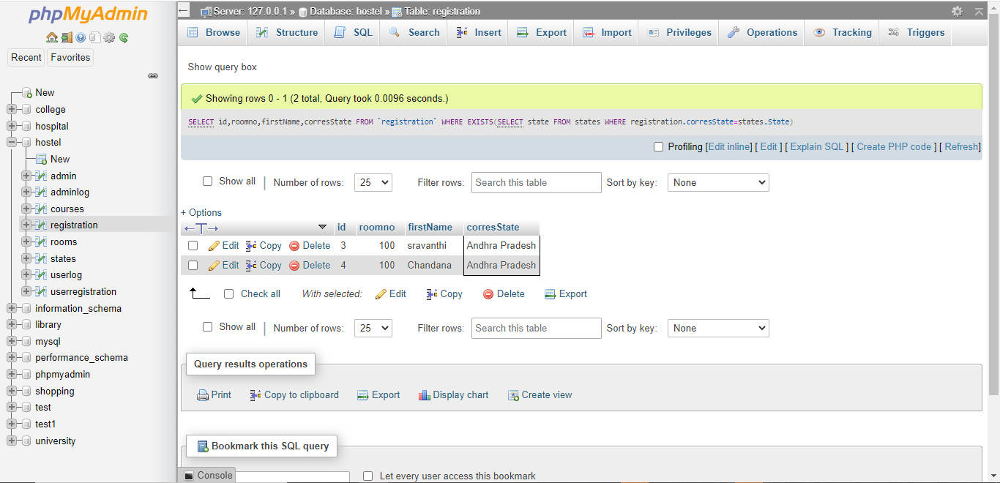 phpMyAdmin
Recent Favorites
New
college
hospital
hostel
New
admin
adminlog
courses
registration
rooms
states
userlog
userregistration
information_schema
library
mysql
performance_schema
phpmyadmin
shopping
test
test1
university
Server: 127.0.0.1 » Database: hostel » Table: registration
Browse Structure SQL Search Insert Export Import Privileges Operations Tracking Triggers
Show query box
Showing rows 0 - 1 (2 total, Query took 0.0096 seconds.)
SELECT id,roomno,firstName,corresState FROM `registration` WHERE EXISTS(SELECT state FROM states WHERE registration.corresState=states.State)
Profiling [Edit inline] [ Edit ] [ Explain SQL ] [ Create PHP code ] [ Refresh]
Show all | Number of rows: 25 Filter rows: Search this table Sort by key: None
+ Options
←T→ id roomno firstName corresState
Edit Copy Delete 3 100 sravanthi Andhra Pradesh
Edit Copy Delete 4 100 Chandana Andhra Pradesh
Check all With selected: Edit Copy Delete Export
Show all | Number of rows: 25 Filter rows: Search this table Sort by key: None
Query results operations
Print Copy to clipboard Export Display chart Create view
Bookmark this SQL query
Console Let every user access this bookmark